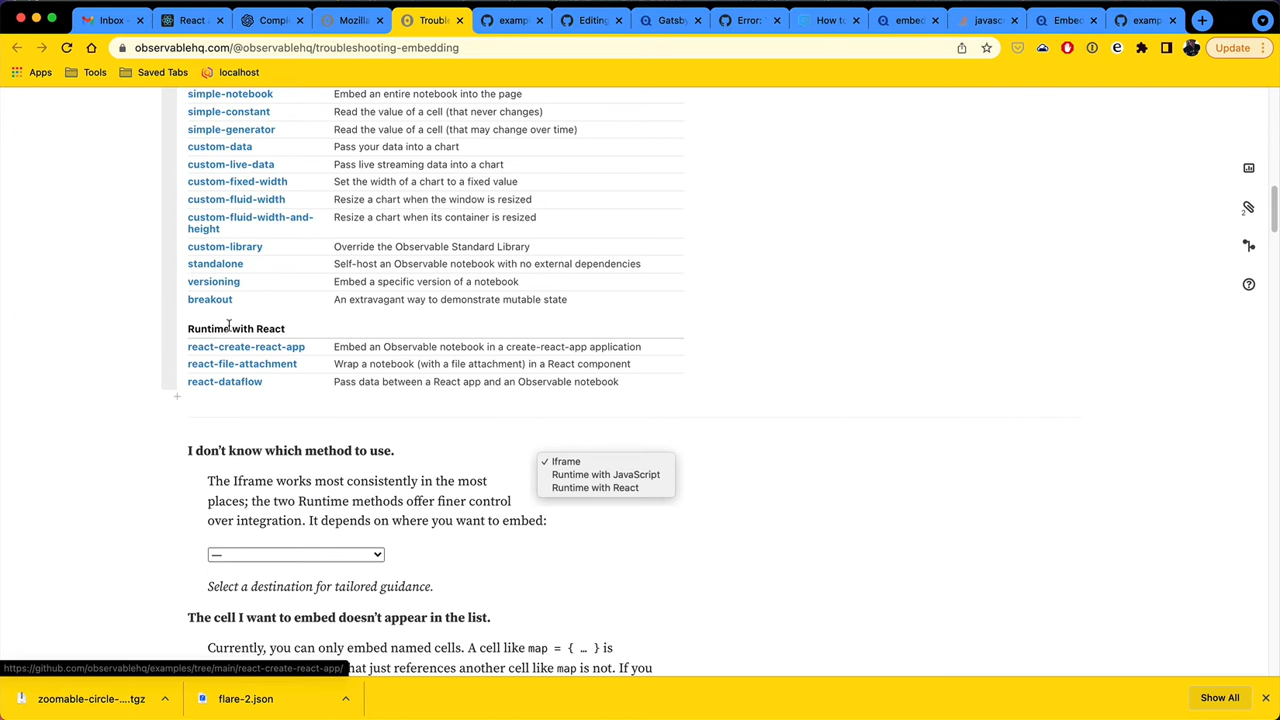 Inbox -
React A
Comple
Mozilla
Troubl
examp
Editing
Gatsby
Error:
How to
embed
javascr
Embed
examp
observablehq.com/@observablehq/troubleshooting-embedding
Update
Apps
Tools
Saved Tabs
localhost
simple-notebook Embed an entire notebook into the page
simple-constant Read the value of a cell (that never changes)
simple-generator Read the value of a cell (that may change over time)
custom-data Pass your data into a chart
custom-live-data Pass live streaming data into a chart
custom-fixed-width Set the width of a chart to a fixed value
custom-fluid-width Resize a chart when the window is resized
custom-fluid-width-and- Resize a chart when its container is resized
height
custom-library Override the Observable Standard Library
standalone Self-host an Observable notebook with no external dependencies
versioning Embed a specific version of a notebook
breakout An extravagant way to demonstrate mutable state
Runtime with React
react-create-react-app Embed an Observable notebook in a create-react-app application
react-file-attachment Wrap a notebook (with a file attachment) in a React component
react-dataflow Pass data between a React app and an Observable notebook
2
I don't know which method to use.
✓ Iframe
Runtime with JavaScript
Runtime with React
The Iframe works most consistently in the most
places; the two Runtime methods offer finer control
over integration. It depends on where you want to embed:
—
Select a destination for tailored guidance.
The cell I want to embed doesn't appear in the list.
Currently, you can only embed named cells. A cell like map = { … } is
hat just references another cell like map is not. If you
https://github.com/observablehq/examples/tree/main/react-create-react-app/
zoomable-circle-....tgz
flare-2.json
Show All